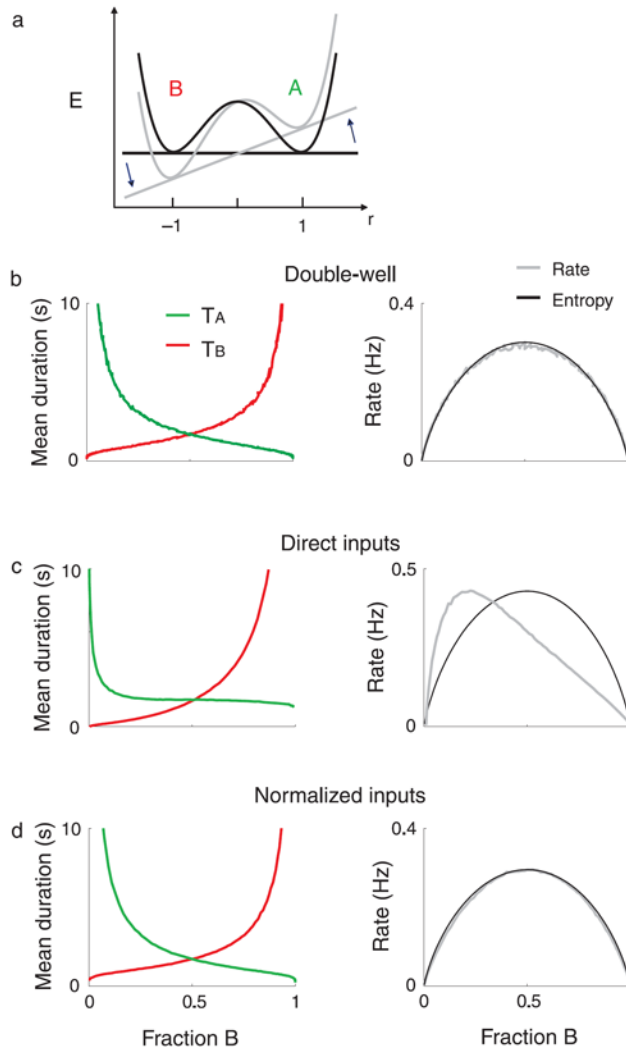 a
E
B
A
-1
1
r
b
Double-well
Mean duration (s)
10
0
TA
TB
Rate (Hz)
0.4
0
Rate
Entropy
Direct inputs
c
Mean duration (s)
10
0
Rate (Hz)
0.5
0
Normalized inputs
d
Mean duration (s)
10
0
0
0.5
1
Fraction B
Rate (Hz)
0.4
0
0
0.5
Fraction B